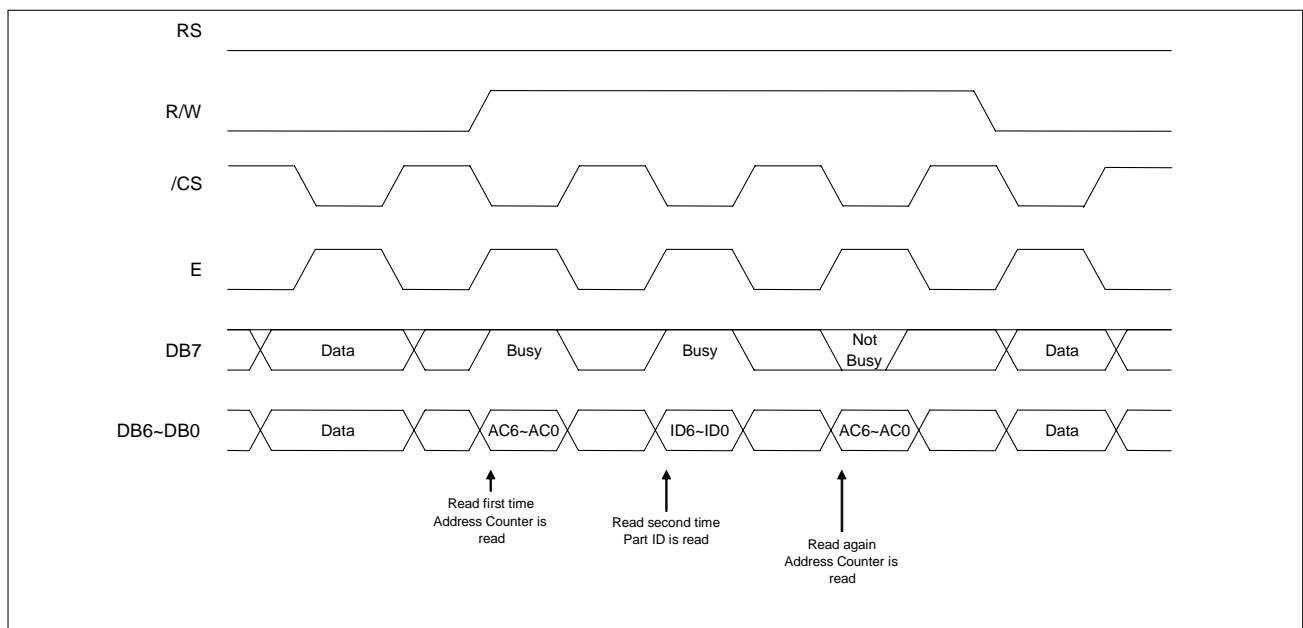 RS
R/W
/CS
E
DB7
Data
Busy
Busy
Not
Busy
Data
DB6~DB0
Data
AC6~AC0
ID6~ID0
AC6~AC0
Data
Read first time
Address Counter is
read
Read second time
Part ID is read
Read again
Address Counter is
read